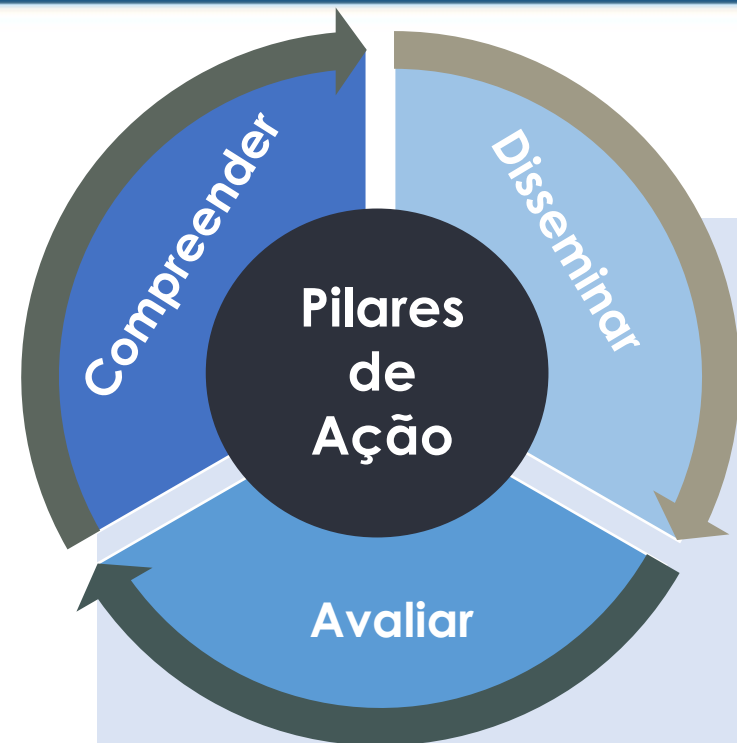 Compreender
Disseminar
Pilares
de
Ação
Avaliar